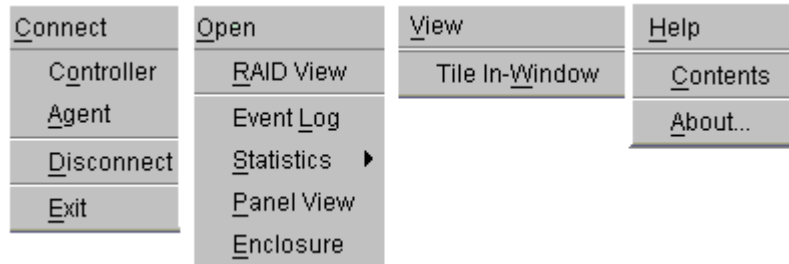 Connect
Controller
Agent
Disconnect
Exit
Open
RAID View
Event Log
Statistics
Panel View
Enclosure
View
Tile In-Window
Help
Contents
About...